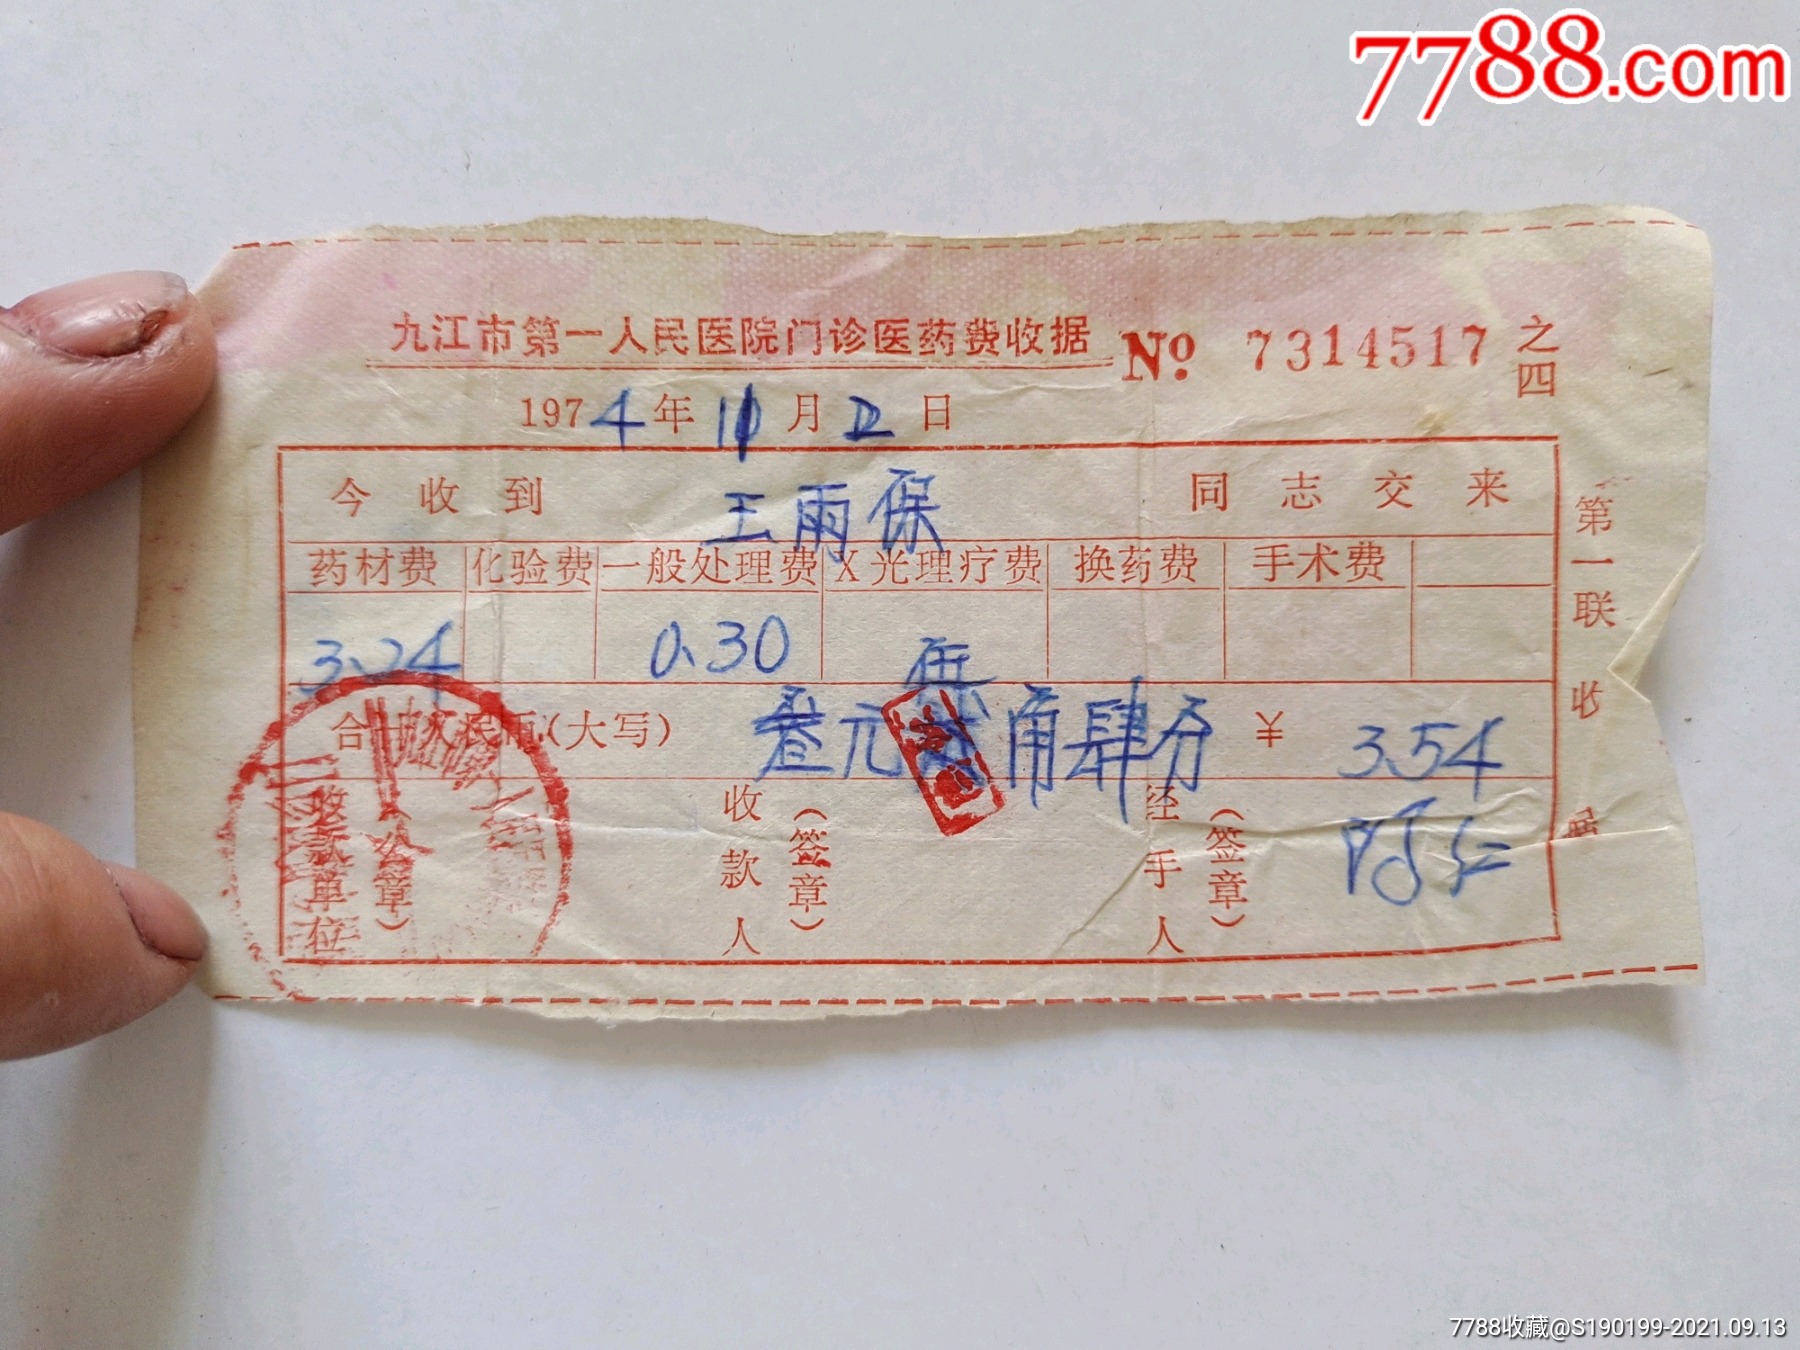 7788.com
九江市第一人民医院门诊医药费收据 No 7314517 之四
1974年11月2日
今收到 王雨保 同志交来
药材费 化验费 一般处理费 X光理疗费 换药费 手术费
3.24 0.30
伍
合计人民币(大写) 叁元 角肆分 ¥ 3.54
收款单位(公章) 收款人(签章) 经手人(签章)
第一联 收
7788收藏@S190199-2021.09.13